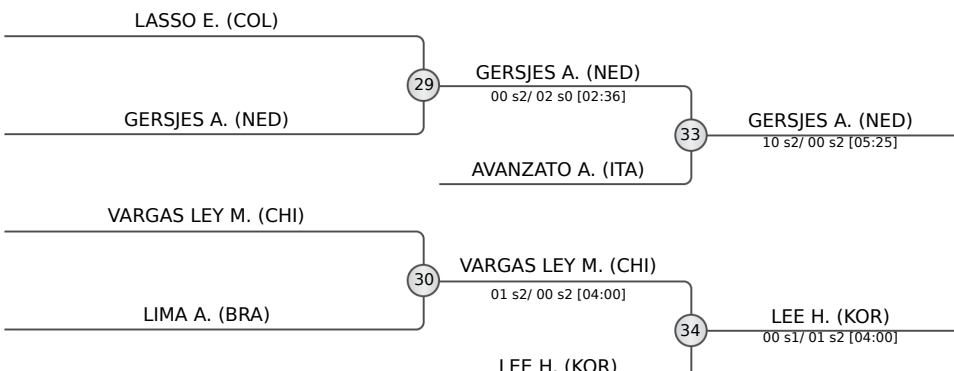 LASSO E. (COL)
29
GERSJES A. (NED)
00 s2/ 02 s0 [02:36]
GERSJES A. (NED)
33
GERSJES A. (NED)
10 s2/ 00 s2 [05:25]
AVANZATO A. (ITA)
VARGAS LEY M. (CHI)
30
VARGAS LEY M. (CHI)
01 s2/ 00 s2 [04:00]
LIMA A. (BRA)
34
LEE H. (KOR)
00 s1/ 01 s2 [04:00]
LEE H. (KOR)